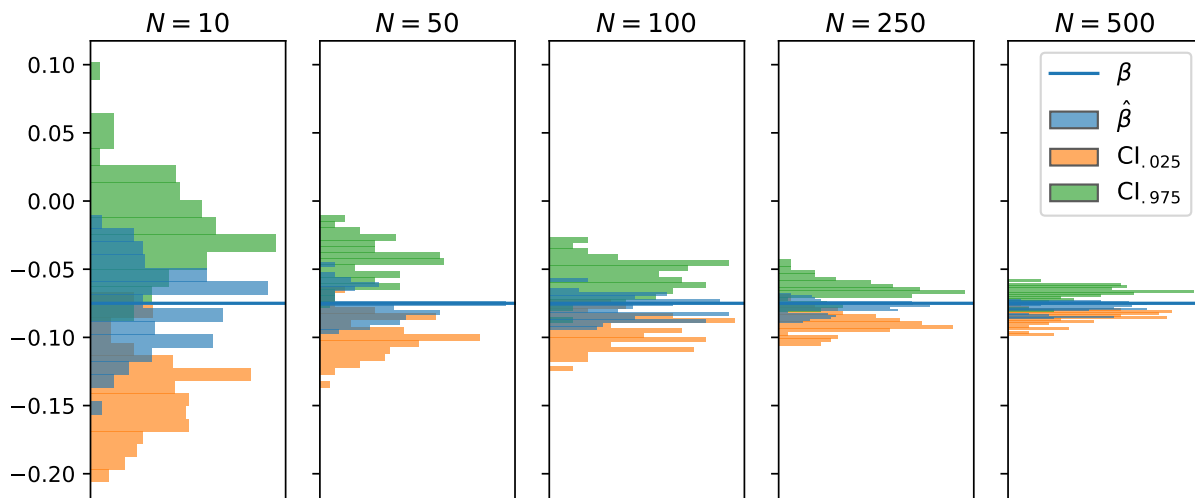 N = 10
N = 50
N = 100
N = 250
N = 500
0.10
0.05
0.00
−0.05
−0.10
−0.15
−0.20
β
β̂
CI.025
CI.975